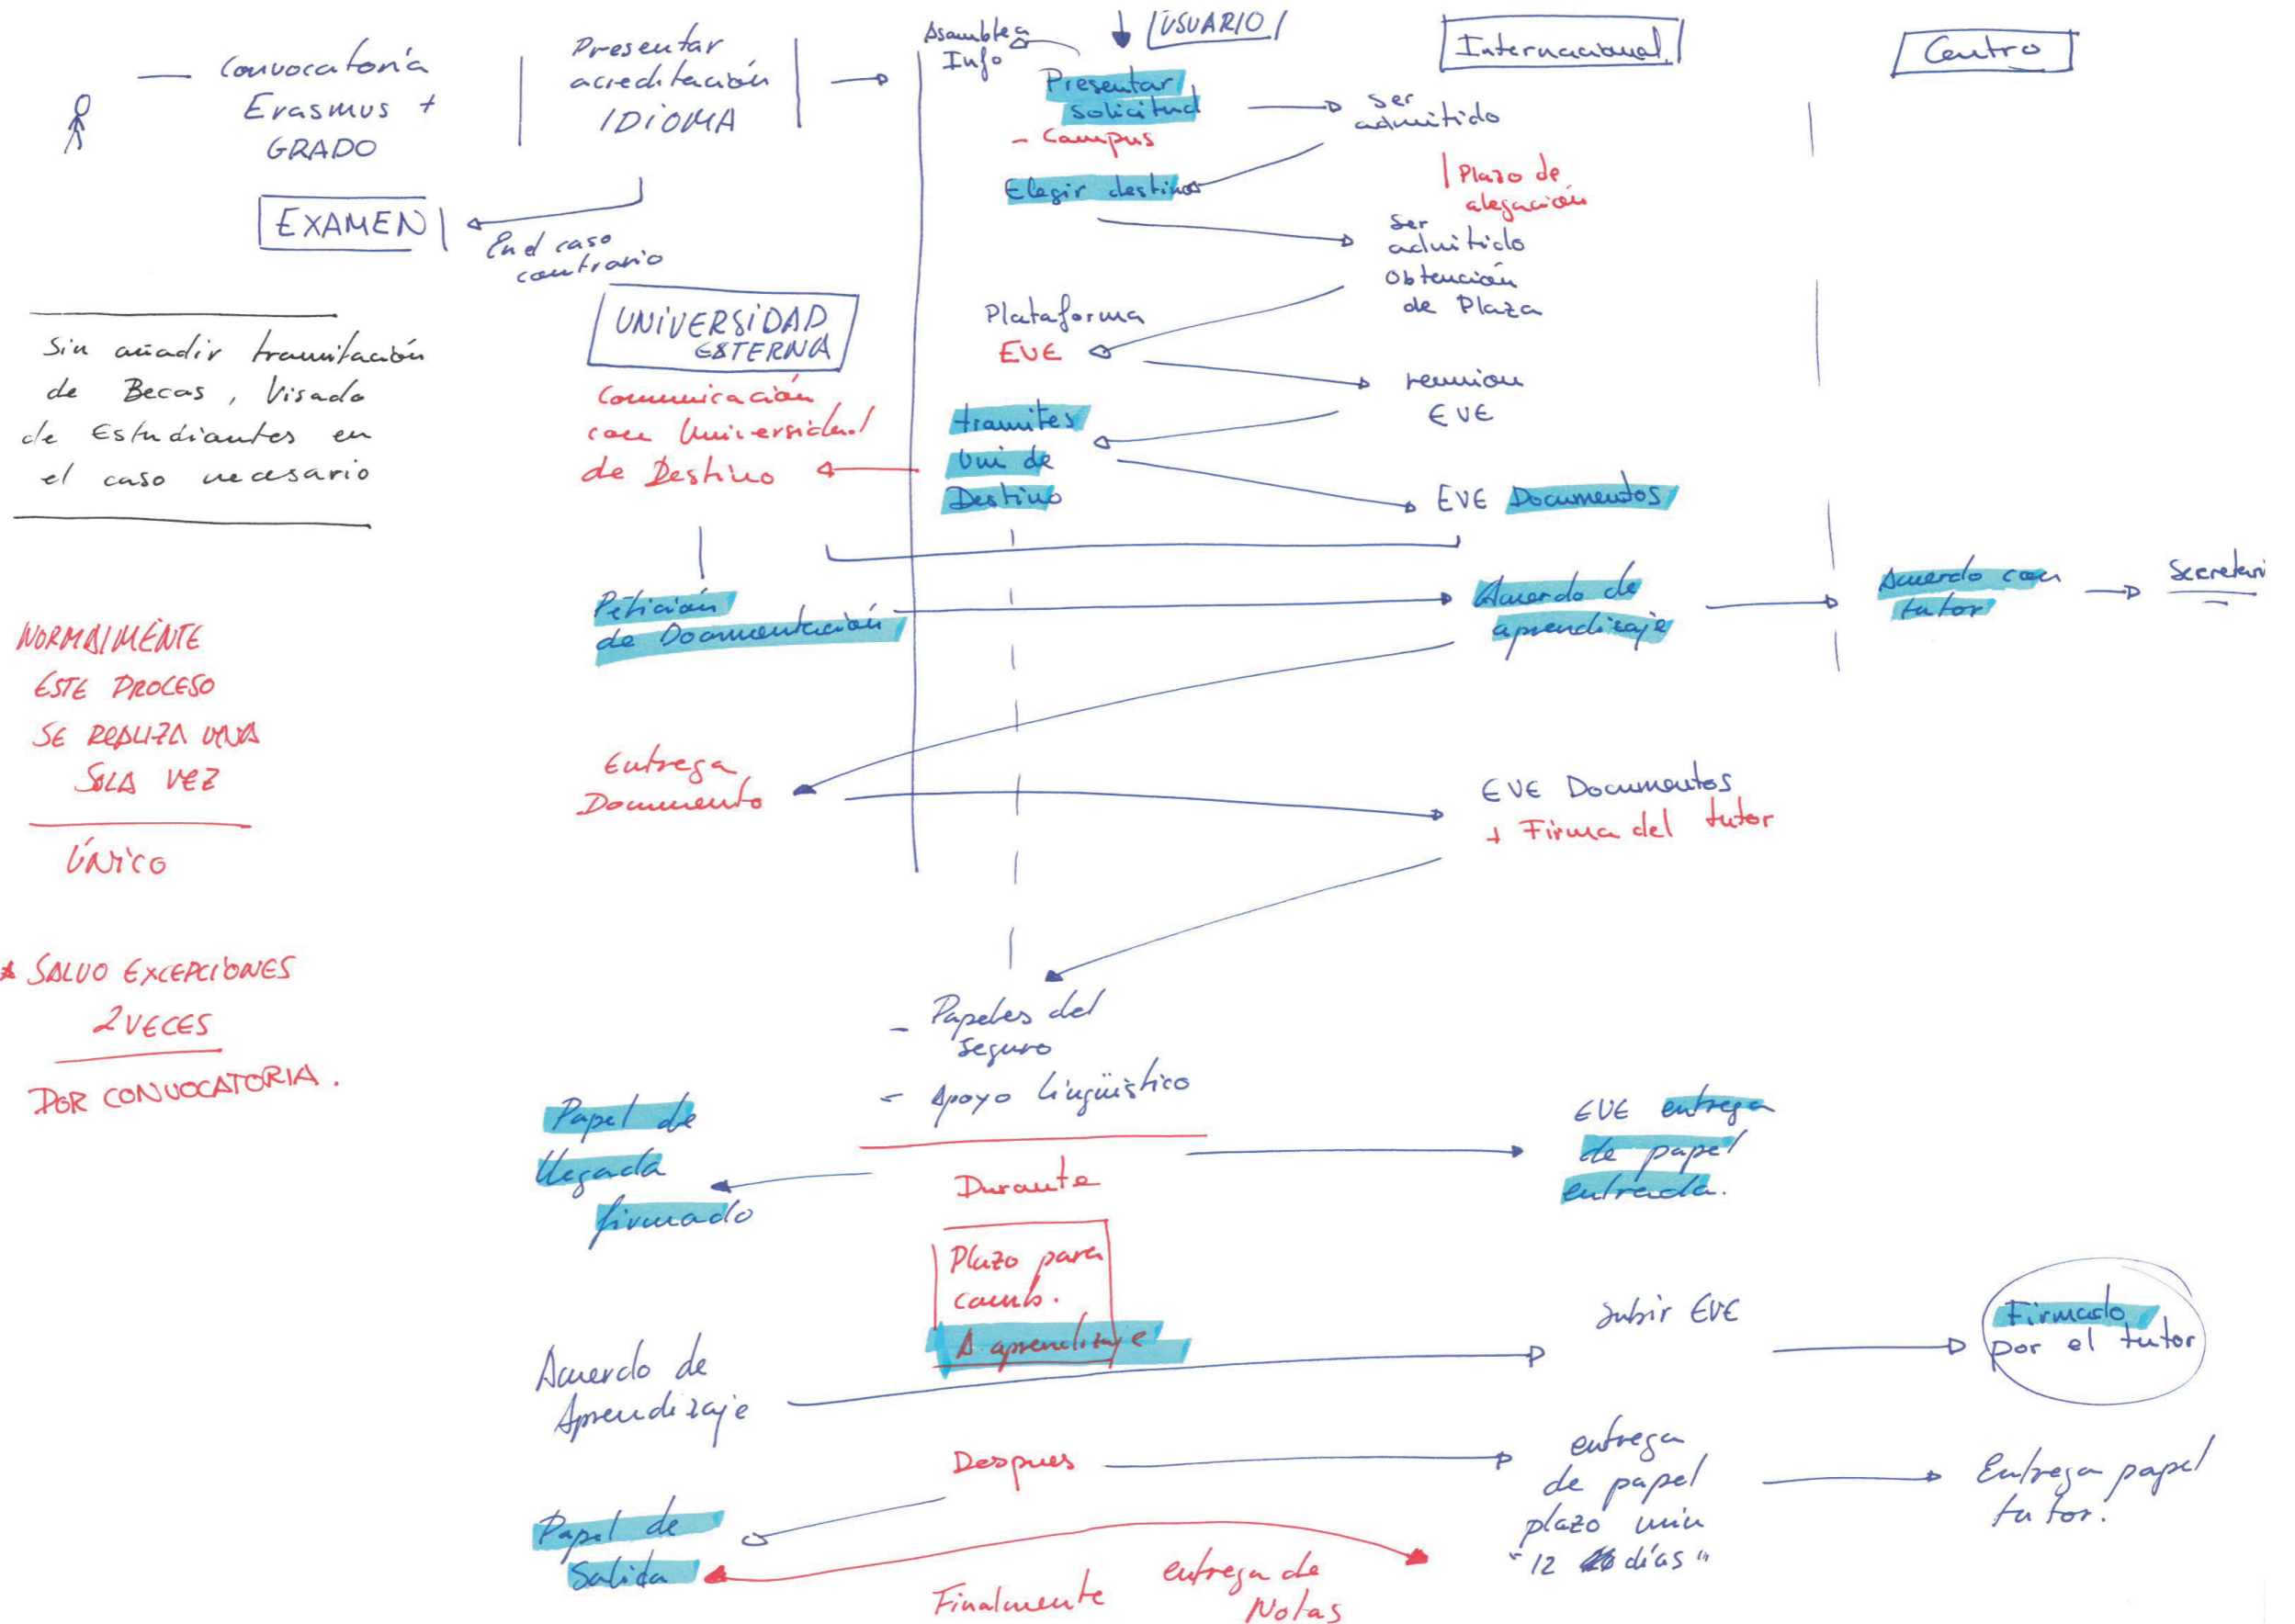 Convocatoria
Erasmus +
GRADO
Presentar
acreditación
IDIOMA
EXAMEN
En el caso
contrario
Asamblea
Info
USUARIO
Presentar
solicitud
- Campus
Elegir destinos
Internacional
ser
admitido
Plazo de
alegación
ser
admitido
obtención
de Plaza
Centro
Sin añadir tramitación
de Becas, Visado
de Estudiantes en
el caso necesario
UNIVERSIDAD
EXTERNA
Comunicación
con Universidad
de Destino
Plataforma
EVE
reunion
EVE
tramites
Uni de
Destino
EVE Documentos
Petición
de Documentación
Acuerdo de
aprendizaje
Acuerdo con
tutor
Secretari
NORMALMENTE
ESTE PROCESO
SE REALIZA UNA
SOLA VEZ
ÚNICO
Entrega
Documento
EVE Documentos
+ Firma del tutor
* SALVO EXCEPCIONES
2 VECES
POR CONVOCATORIA.
- Papeles del
seguro
- Apoyo lingüistico
Papel de
llegada
firmado
Durante
EVE entrega
de papel
entrada.
Plazo para
camb.
A. aprendizaje
Acuerdo de
Aprendizaje
subir EVE
Firmado
por el tutor
Despues
entrega
de papel
plazo min
"12 días"
Entrega papel
tutor.
Papel de
Salida
Finalmente
entrega de
Notas